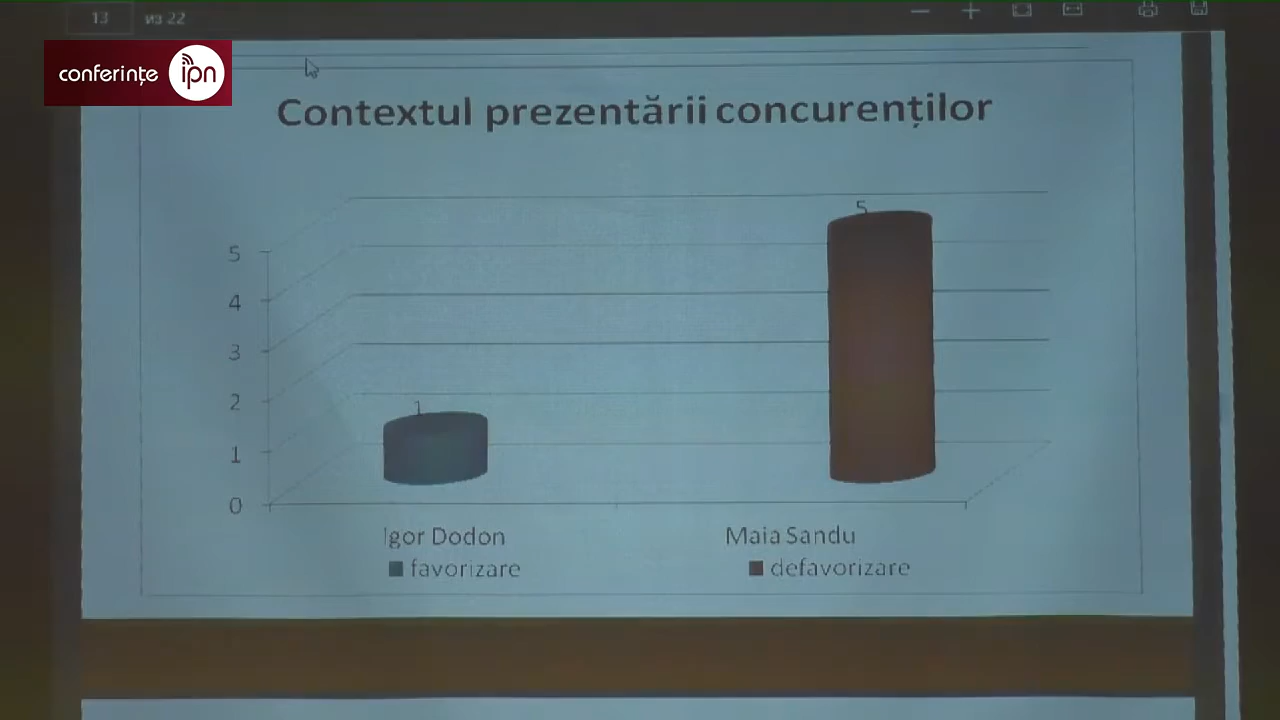 13 из 22
conferințe ipn
Contextul prezentării concurenților
5
5
4
3
2
1
1
0
Igor Dodon
Maia Sandu
favorizare
defavorizare